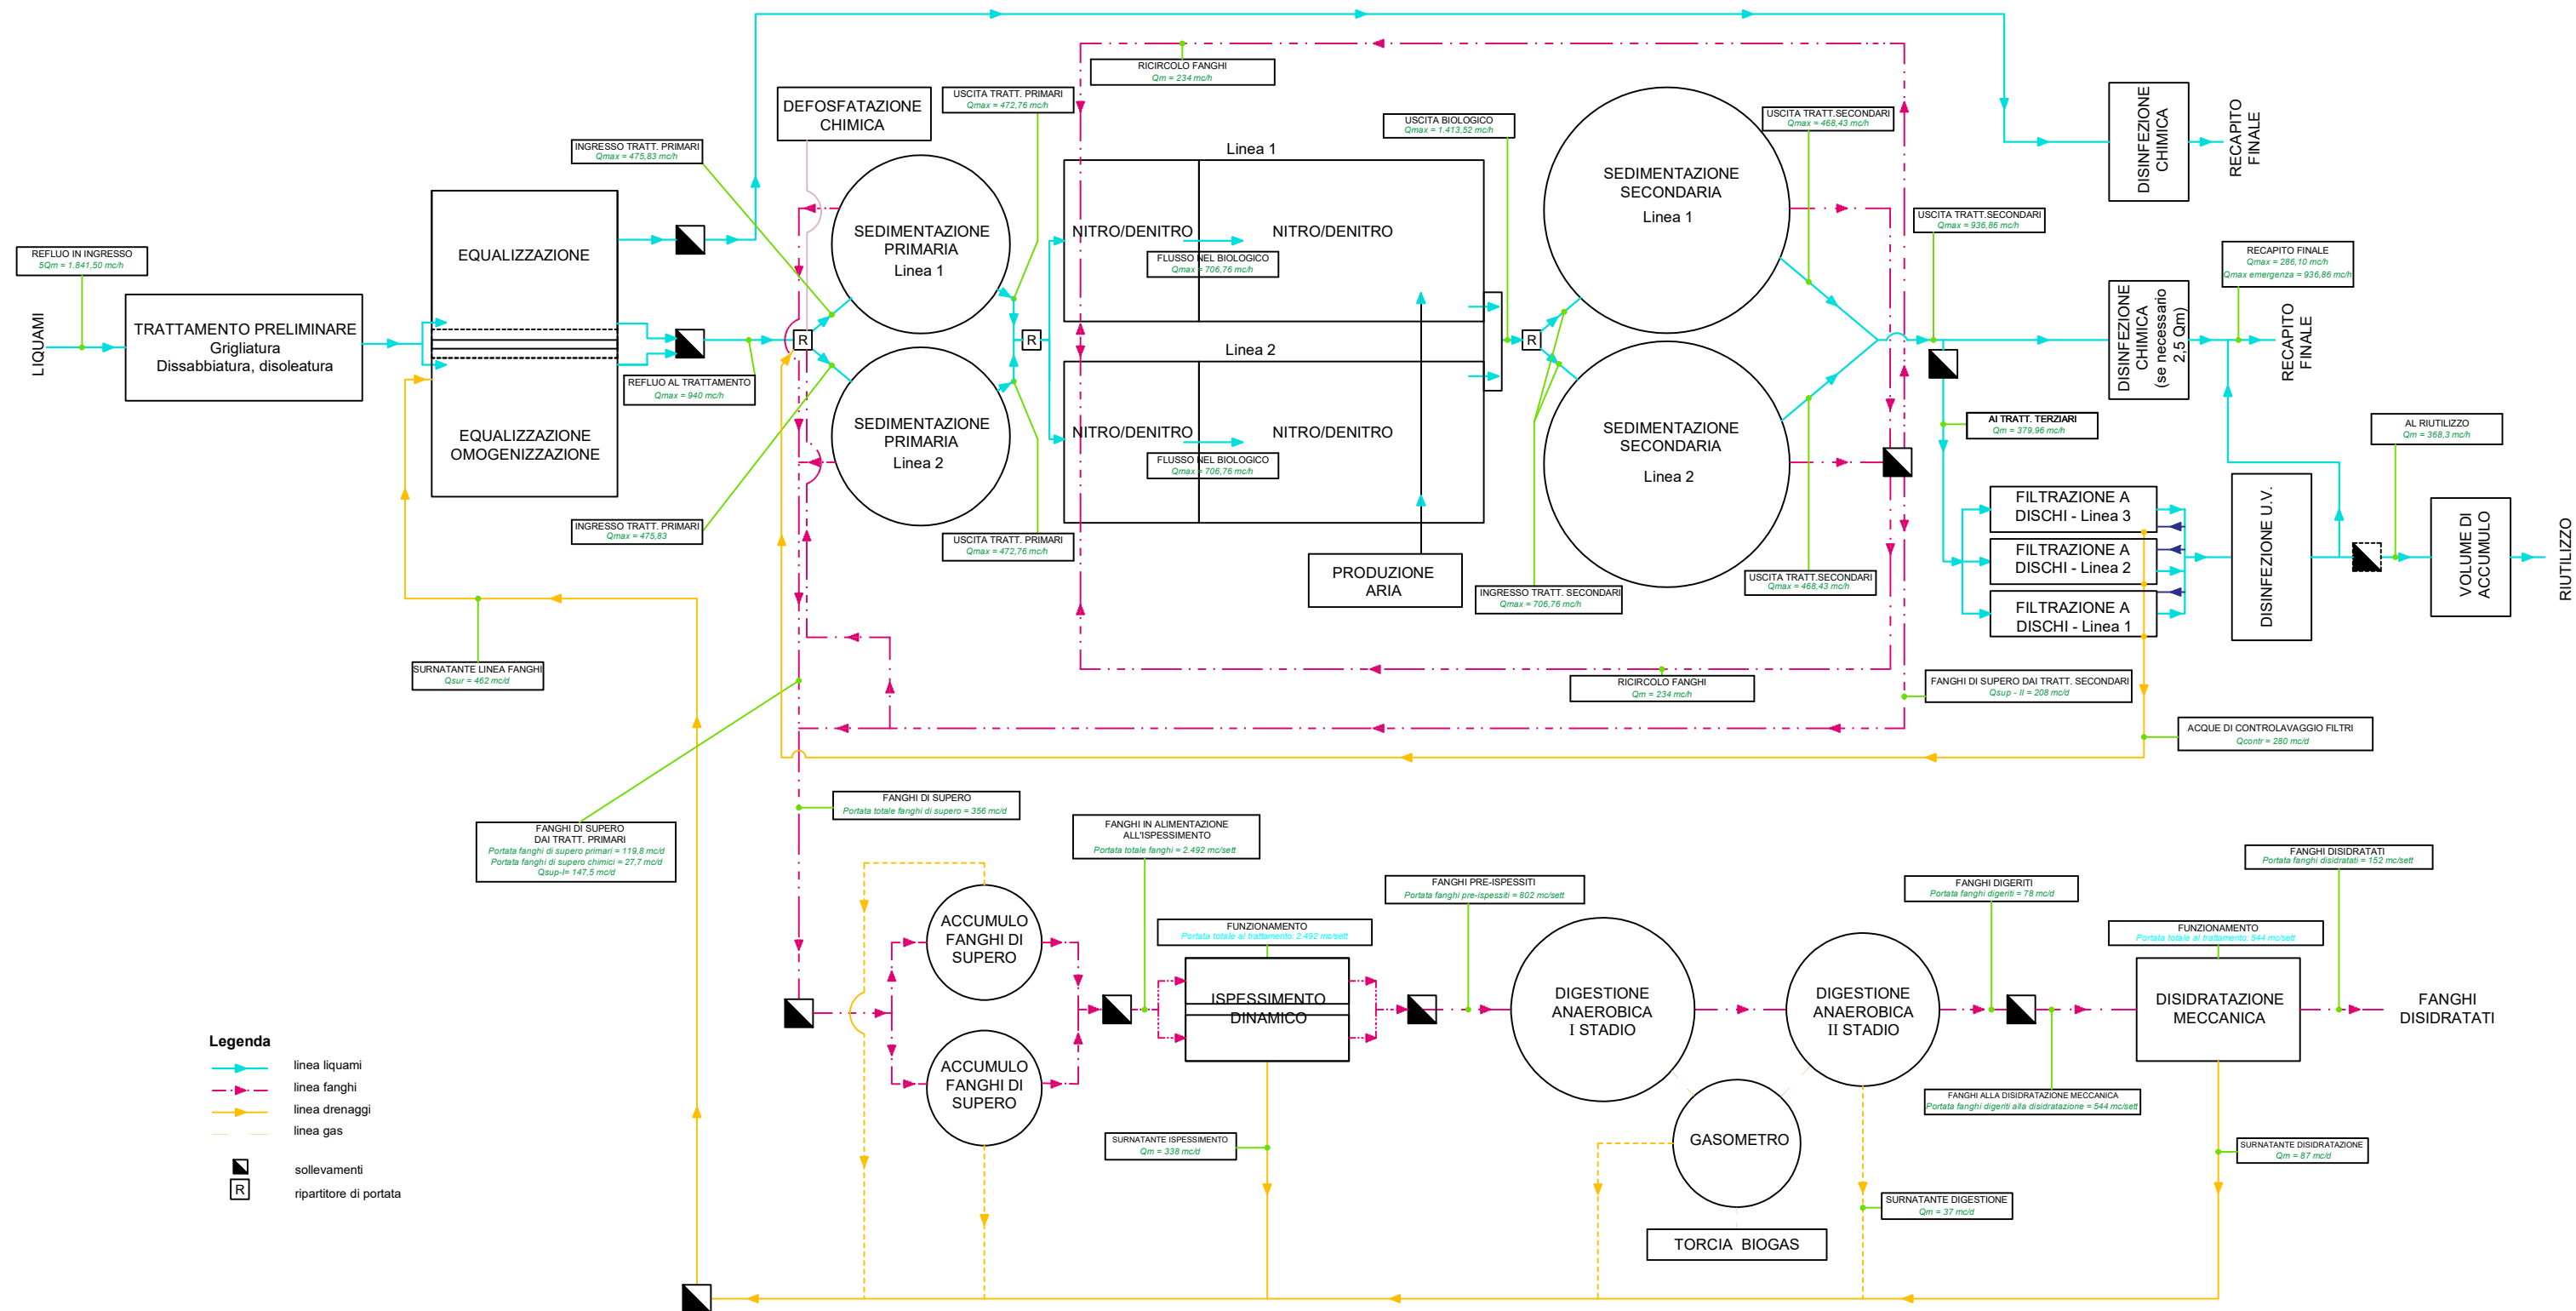 RICIRCOLO FANGHI
Qm = 234 mc/h
DEFOSFATAZIONE
CHIMICA
USCITA TRATT. PRIMARI
Qmax = 472,76 mc/h
USCITA BIOLOGICO
Qmax = 1.413,52 mc/h
USCITA TRATT.SECONDARI
Qmax = 468,43 mc/h
DISINFEZIONE
CHIMICA
RECAPITO
FINALE
INGRESSO TRATT. PRIMARI
Qmax = 475,83 mc/h
Linea 1
SEDIMENTAZIONE
SECONDARIA
Linea 1
USCITA TRATT.SECONDARI
Qmax = 936,86 mc/h
REFLUO IN INGRESSO
5Qm = 1.841,50 mc/h
EQUALIZZAZIONE
SEDIMENTAZIONE
PRIMARIA
Linea 1
NITRO/DENITRO
NITRO/DENITRO
FLUSSO NEL BIOLOGICO
Qmax = 706,76 mc/h
RECAPITO FINALE
Qmax = 286,10 mc/h
Qmax emergenza = 936,86 mc/h
LIQUAMI
TRATTAMENTO PRELIMINARE
Grigliatura
Dissabbiatura, disoleatura
R
R
R
Linea 2
DISINFEZIONE
CHIMICA
(se necessario
2,5 Qm)
RECAPITO
FINALE
REFLUO AL TRATTAMENTO
Qmax = 940 mc/h
EQUALIZZAZIONE
OMOGENIZZAZIONE
SEDIMENTAZIONE
PRIMARIA
Linea 2
NITRO/DENITRO
NITRO/DENITRO
FLUSSO NEL BIOLOGICO
Qmax = 706,76 mc/h
SEDIMENTAZIONE
SECONDARIA
Linea 2
AI TRATT. TERZIARI
Qm = 379,96 mc/h
AL RIUTILIZZO
Qm = 368,3 mc/h
INGRESSO TRATT. PRIMARI
Qmax = 475,83
USCITA TRATT. PRIMARI
Qmax = 472,76 mc/h
PRODUZIONE
ARIA
INGRESSO TRATT. SECONDARI
Qmax = 706,76 mc/h
USCITA TRATT.SECONDARI
Qmax = 468,43 mc/h
FILTRAZIONE A
DISCHI - Linea 3
FILTRAZIONE A
DISCHI - Linea 2
FILTRAZIONE A
DISCHI - Linea 1
DISINFEZIONE U.V.
VOLUME DI
ACCUMULO
RIUTILIZZO
SURNATANTE LINEA FANGHI
Qsur = 462 mc/d
RICIRCOLO FANGHI
Qm = 234 mc/h
FANGHI DI SUPERO DAI TRATT. SECONDARI
Qsup - II = 208 mc/d
ACQUE DI CONTROLAVAGGIO FILTRI
Qcontr = 280 mc/d
FANGHI DI SUPERO
Portata totale fanghi di supero = 356 mc/d
FANGHI DI SUPERO
DAI TRATT. PRIMARI
Portata fanghi di supero primari = 119,8 mc/d
Portata fanghi di supero chimici = 27,7 mc/d
Qsup-I= 147,5 mc/d
FANGHI IN ALIMENTAZIONE
ALL'ISPESSIMENTO
Portata totale fanghi = 2.492 mc/sett
FANGHI PRE-ISPESSITI
Portata fanghi pre-ispessiti = 802 mc/sett
FANGHI DIGERITI
Portata fanghi digeriti = 78 mc/d
FANGHI DISIDRATATI
Portata fanghi disidratati = 152 mc/sett
ACCUMULO
FANGHI DI
SUPERO
FUNZIONAMENTO
Portata totale al trattamento: 2.492 mc/sett
FUNZIONAMENTO
Portata totale al trattamento: 544 mc/sett
ISPESSIMENTO
DINAMICO
DIGESTIONE
ANAEROBICA
I STADIO
DIGESTIONE
ANAEROBICA
II STADIO
DISIDRATAZIONE
MECCANICA
FANGHI
DISIDRATATI
ACCUMULO
FANGHI DI
SUPERO
FANGHI ALLA DISIDRATAZIONE MECCANICA
Portata fanghi digeriti alla disidratazione = 544 mc/sett
SURNATANTE ISPESSIMENTO
Qm = 338 mc/d
GASOMETRO
SURNATANTE DISIDRATAZIONE
Qm = 87 mc/d
SURNATANTE DIGESTIONE
Qm = 37 mc/d
TORCIA BIOGAS
Legenda
linea liquami
linea fanghi
linea drenaggi
linea gas
sollevamenti
R
ripartitore di portata